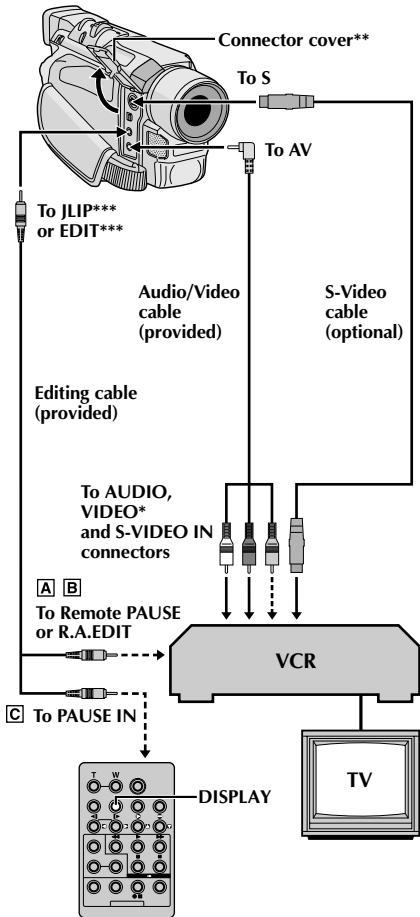 Connector cover**
To S
To AV
To JLIP***
or EDIT***
Audio/Video
cable
(provided)
S-Video
cable
(optional)
Editing cable
(provided)
To AUDIO,
VIDEO*
and S-VIDEO IN
connectors
A B
To Remote PAUSE
or R.A.EDIT
VCR
C To PAUSE IN
TV
T W
DISPLAY